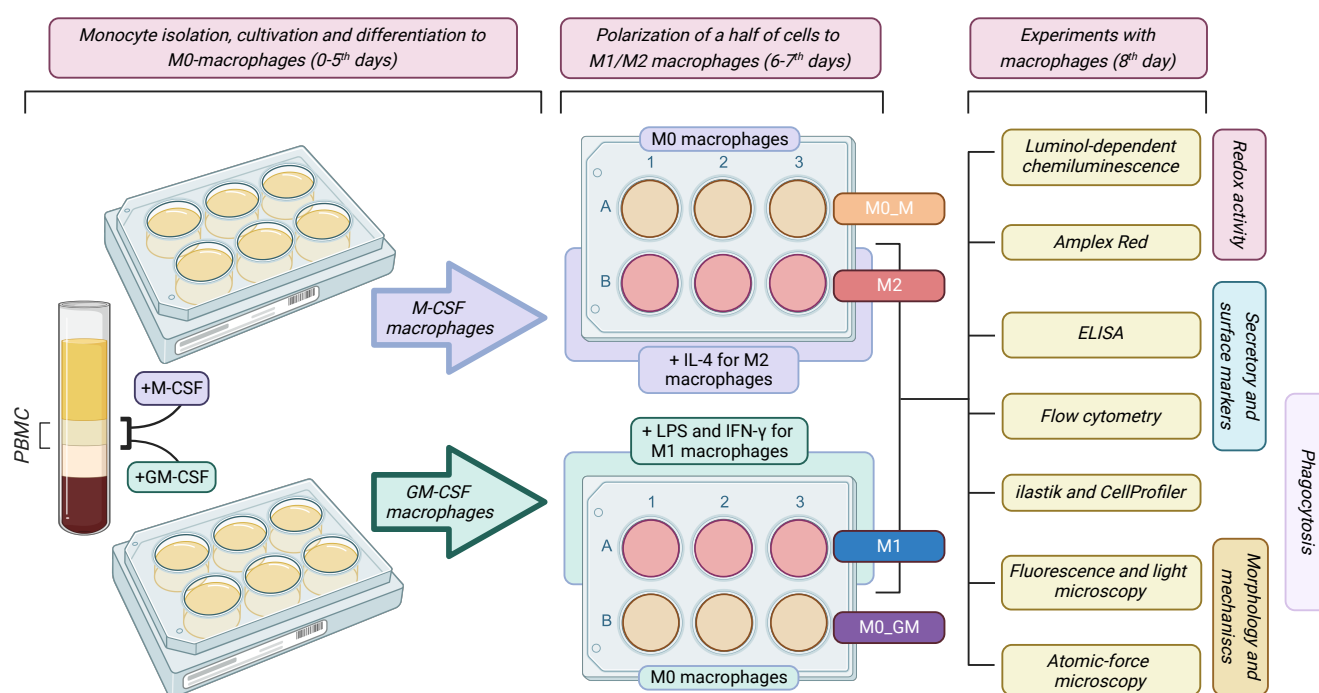 Monocyte isolation, cultivation and differentiation to
M0-macrophages (0-5th days)
Polarization of a half of cells to
M1/M2 macrophages (6-7th days)
Experiments with
macrophages (8th day)
PBMC
+M-CSF
+GM-CSF
M-CSF
macrophages
GM-CSF
macrophages
M0 macrophages
1 2 3
A
M0_M
B
M2
+ IL-4 for M2
macrophages
+ LPS and IFN-γ for
M1 macrophages
1 2 3
A
M1
B
M0_GM
M0 macrophages
Luminol-dependent
chemiluminescence
Amplex Red
ELISA
Flow cytometry
ilastik and CellProfiler
Fluorescence and light
microscopy
Atomic-force
microscopy
Redox activity
Secretory and
surface markers
Morphology and
mechaniscs
Phagocytosis